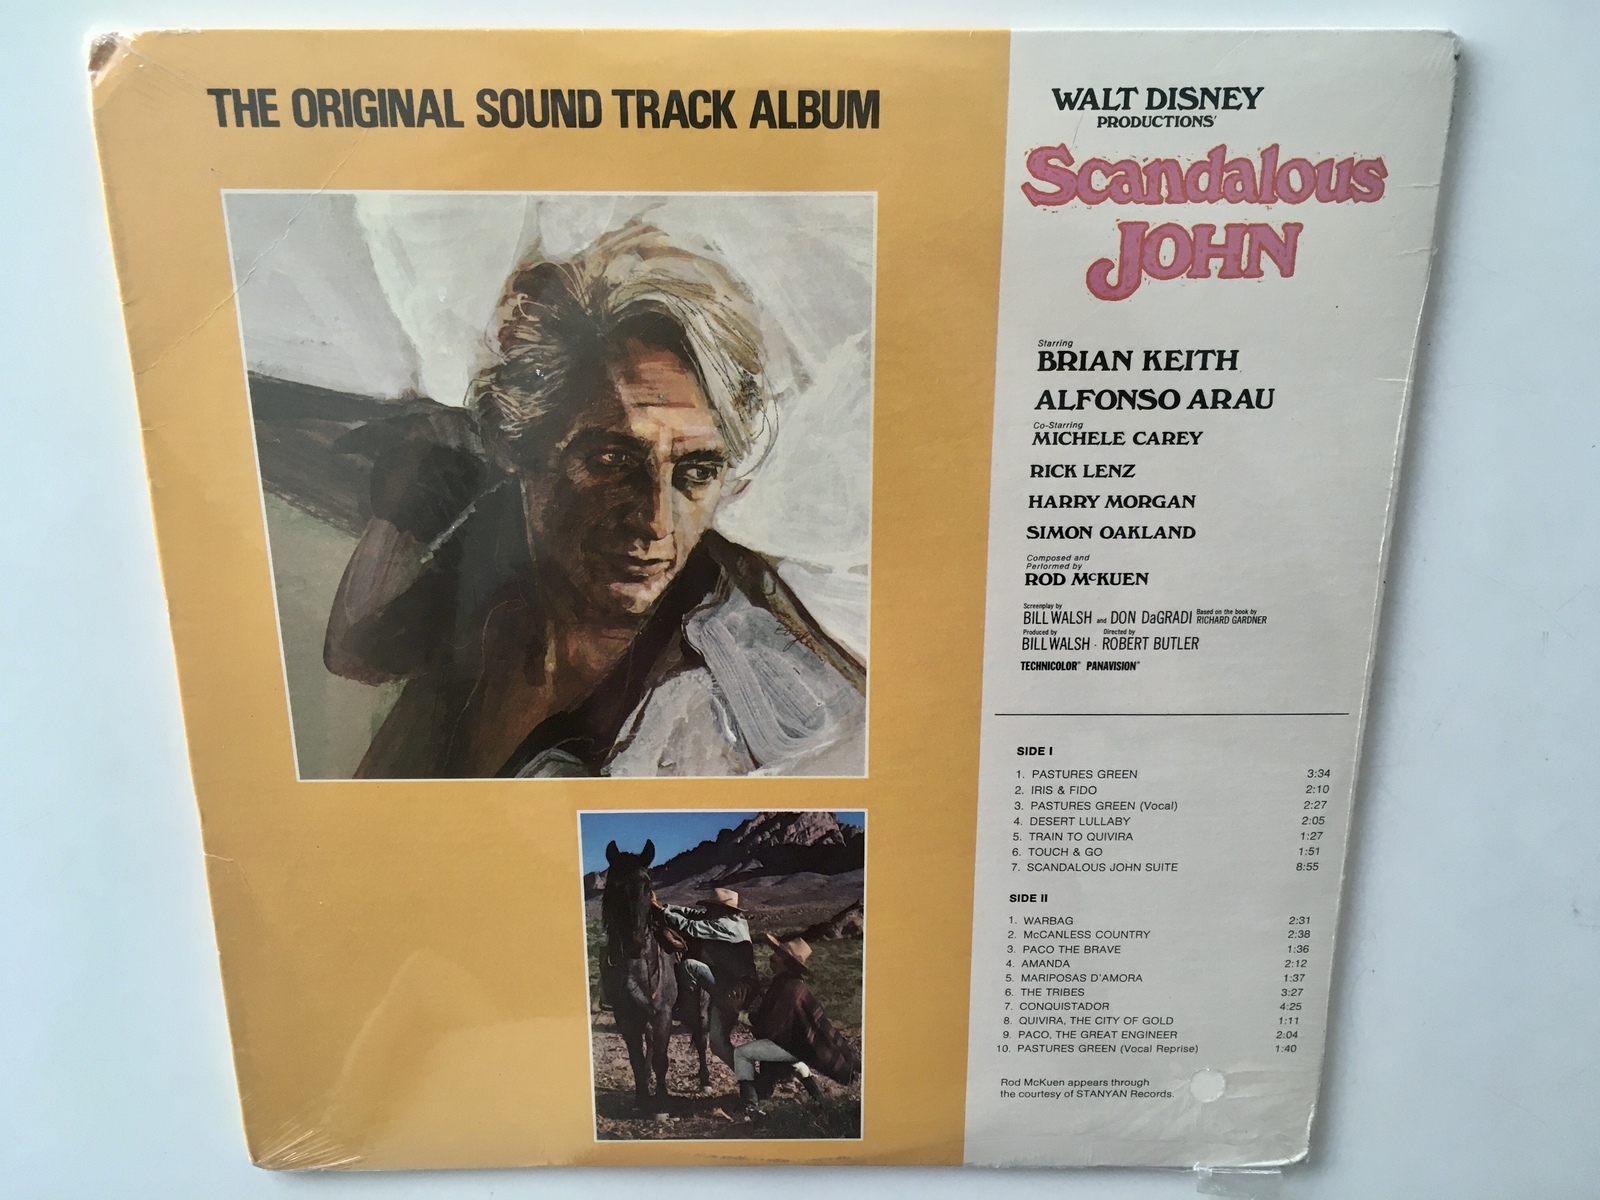 THE ORIGINAL SOUND TRACK ALBUM
WALT DISNEY
PRODUCTIONS'
Scandalous
JOHN
Starring
BRIAN KEITH
ALFONSO ARAU
Co-Starring
MICHELE CAREY
RICK LENZ
HARRY MORGAN
SIMON OAKLAND
Composed and
Performed by
ROD McKUEN
Screenplay by
BILL WALSH and DON DaGRADI Based on the book by RICHARD GARDNER
Produced by Directed by
BILL WALSH · ROBERT BUTLER
TECHNICOLOR® PANAVISION®
SIDE I
1. PASTURES GREEN 3:34
2. IRIS & FIDO 2:10
3. PASTURES GREEN (Vocal) 2:27
4. DESERT LULLABY 2:05
5. TRAIN TO QUIVIRA 1:27
6. TOUCH & GO 1:51
7. SCANDALOUS JOHN SUITE 8:55
SIDE II
1. WARBAG 2:31
2. McCANLESS COUNTRY 2:38
3. PACO THE BRAVE 1:36
4. AMANDA 2:12
5. MARIPOSAS D'AMORA 1:37
6. THE TRIBES 3:27
7. CONQUISTADOR 4:25
8. QUIVIRA, THE CITY OF GOLD 1:11
9. PACO, THE GREAT ENGINEER 2:04
10. PASTURES GREEN (Vocal Reprise) 1:40
Rod McKuen appears through
the courtesy of STANYAN Records.